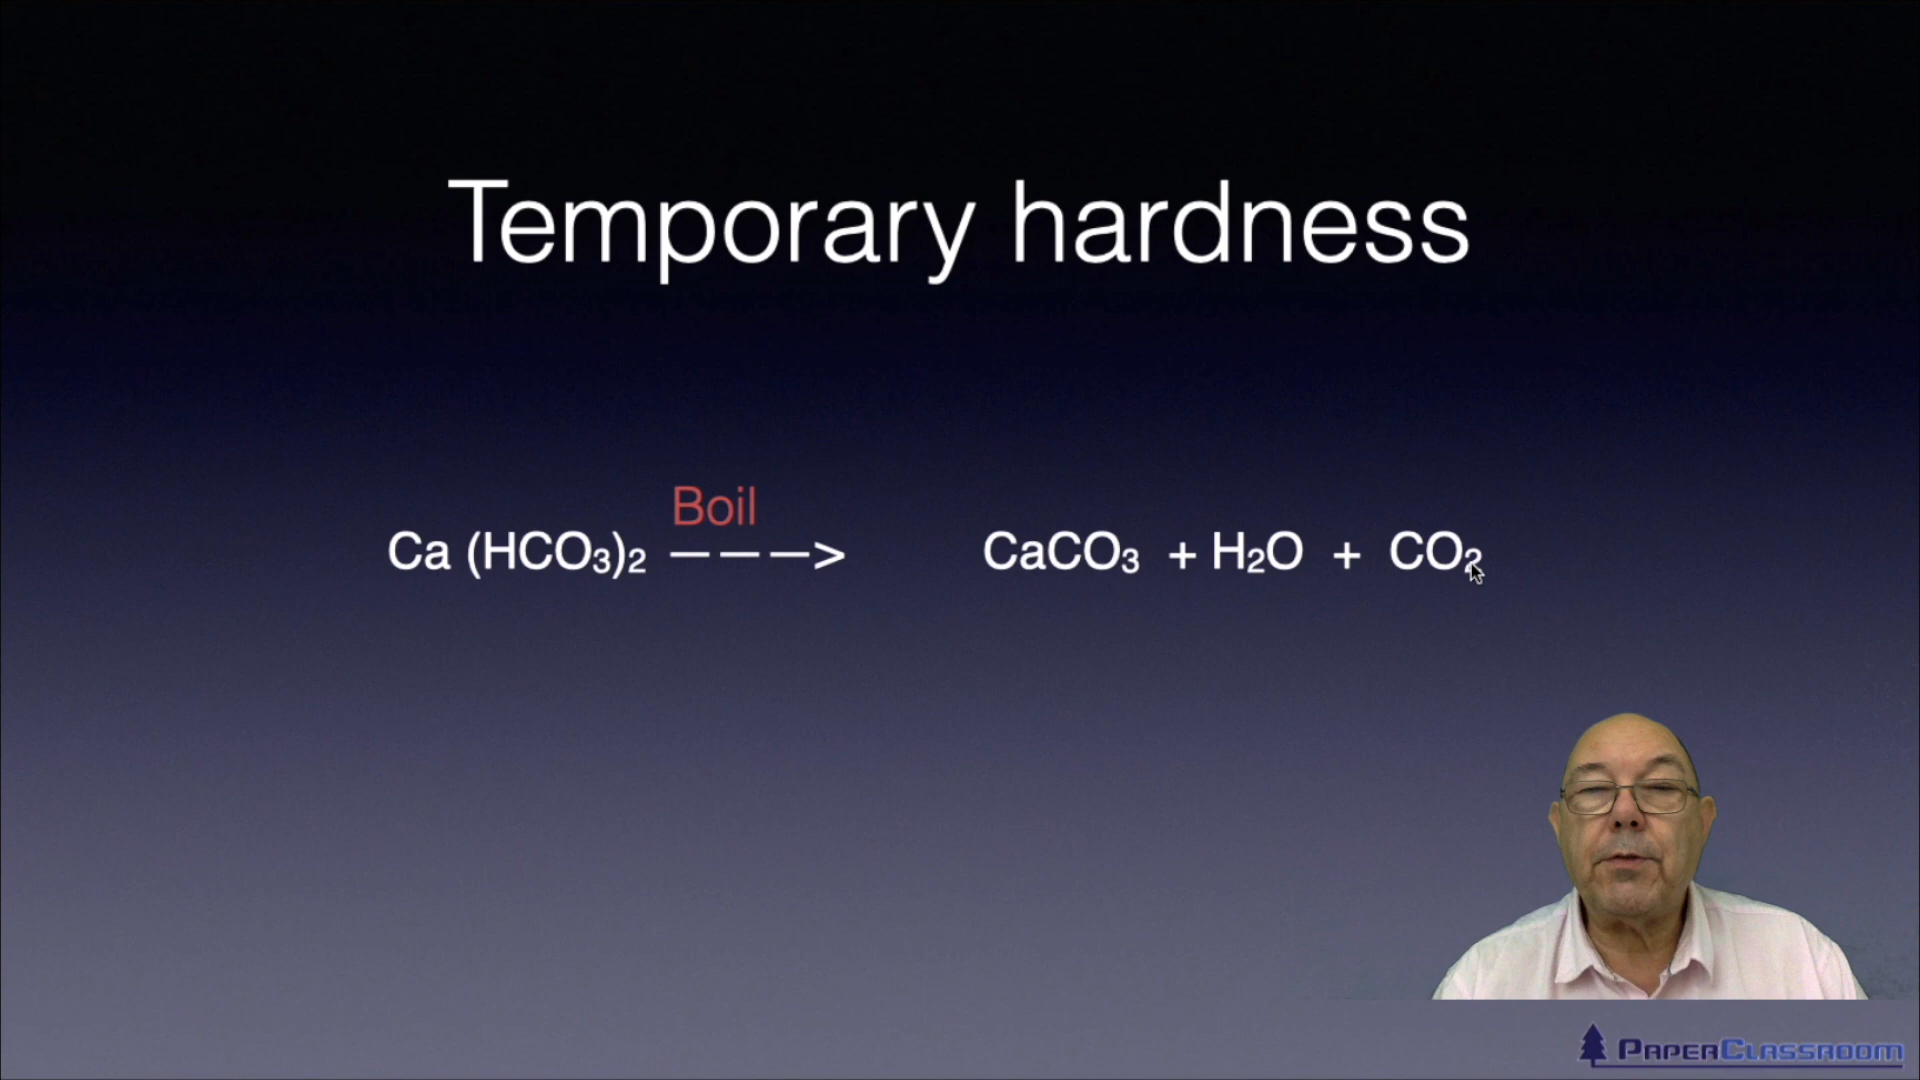 Temporary hardness
Boil
Ca (HCO₃)₂ – – –> CaCO₃ + H₂O + CO₂
PAPERCLASSROOM